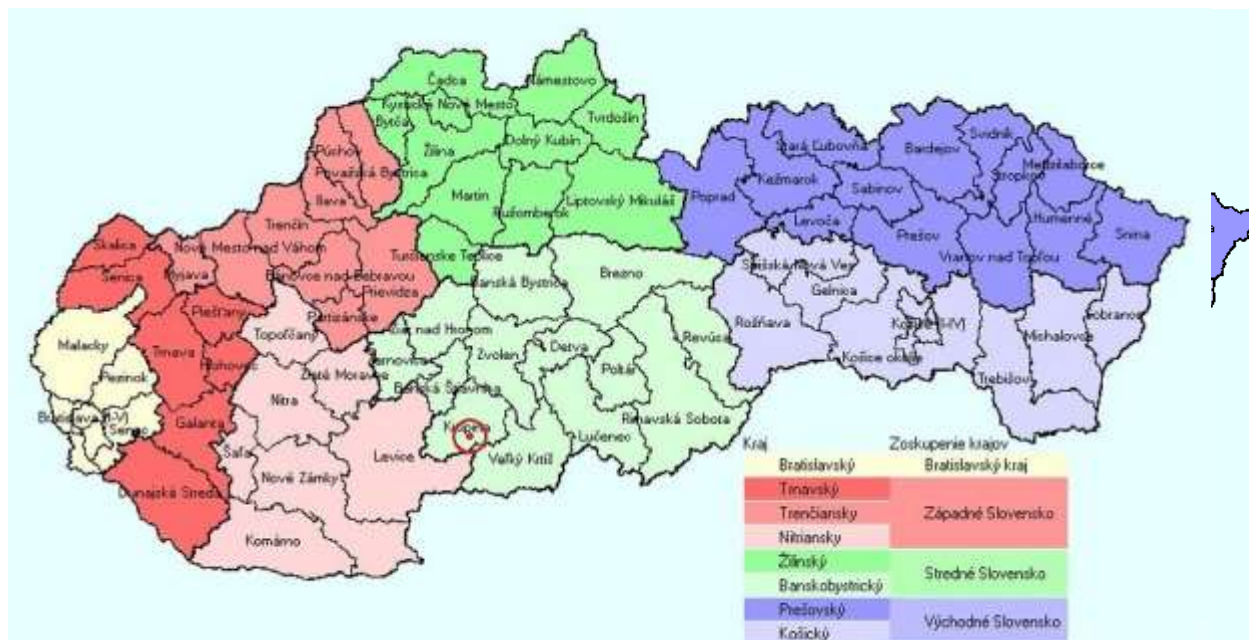 Čadca
Námestovo
Kysucké Nové Mesto
Bytča
Tvrdošín
Dolný Kubín
Žilina
Púchov
Považská Bystrica
Ilava
Martin
Ružomberok
Liptovský Mikuláš
Stará Ľubovňa
Bardejov
Svidník
Medzilaborce
Stropkov
Kežmarok
Poprad
Sabinov
Levoča
Prešov
Humenné
Snina
Vranov nad Topľou
Trenčín
Skalica
Nové Mesto nad Váhom
Myjava
Senica
Turčianske Teplice
Bánovce nad Bebravou
Prievidza
Banská Bystrica
Brezno
Spišská Nová Ves
Gelnica
Piešťany
Partizánske
Topoľčany
Malacky
Trnava
Hlohovec
Zlaté Moravce
Zvolen
Detva
Revúca
Rožňava
Košice (I-IV)
Košice okolie
Michalovce
Sobrance
Trebišov
Pezinok
Nitra
Banská Štiavnica
Poltár
Rimavská Sobota
Bratislava (I-V)
Senec
Galanta
Krupina
Lučenec
Šaľa
Levice
Veľký Krtíš
Nové Zámky
Dunajská Streda
Komárno
Kraj Zoskupenie krajov
Bratislavský Bratislavský kraj
Trnavský
Trenčiansky Západné Slovensko
Nitriansky
Žilinský Stredné Slovensko
Banskobystrický
Prešovský Východné Slovensko
Košický